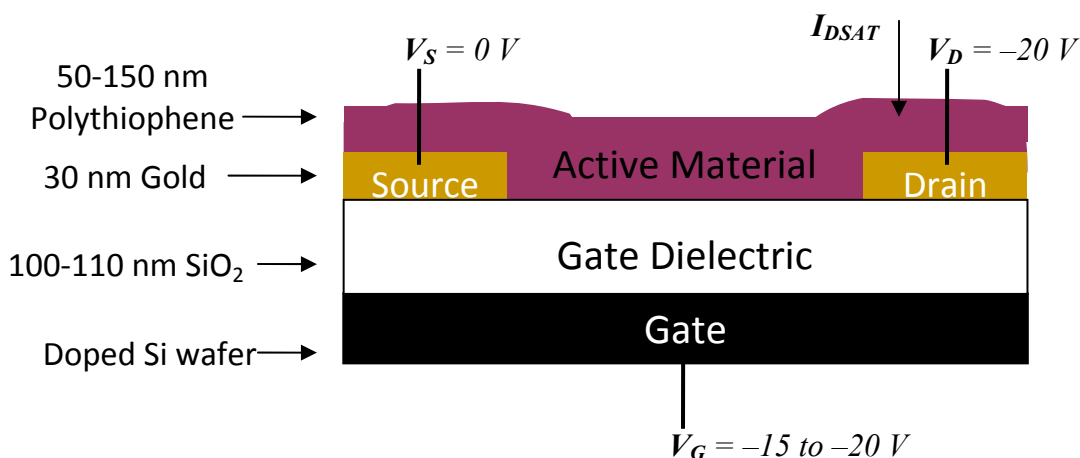 I_DSAT
V_S = 0 V
V_D = –20 V
50-150 nm
Polythiophene
Active Material
30 nm Gold
Source
Drain
100-110 nm SiO₂
Gate Dielectric
Gate
Doped Si wafer
V_G = –15 to –20 V